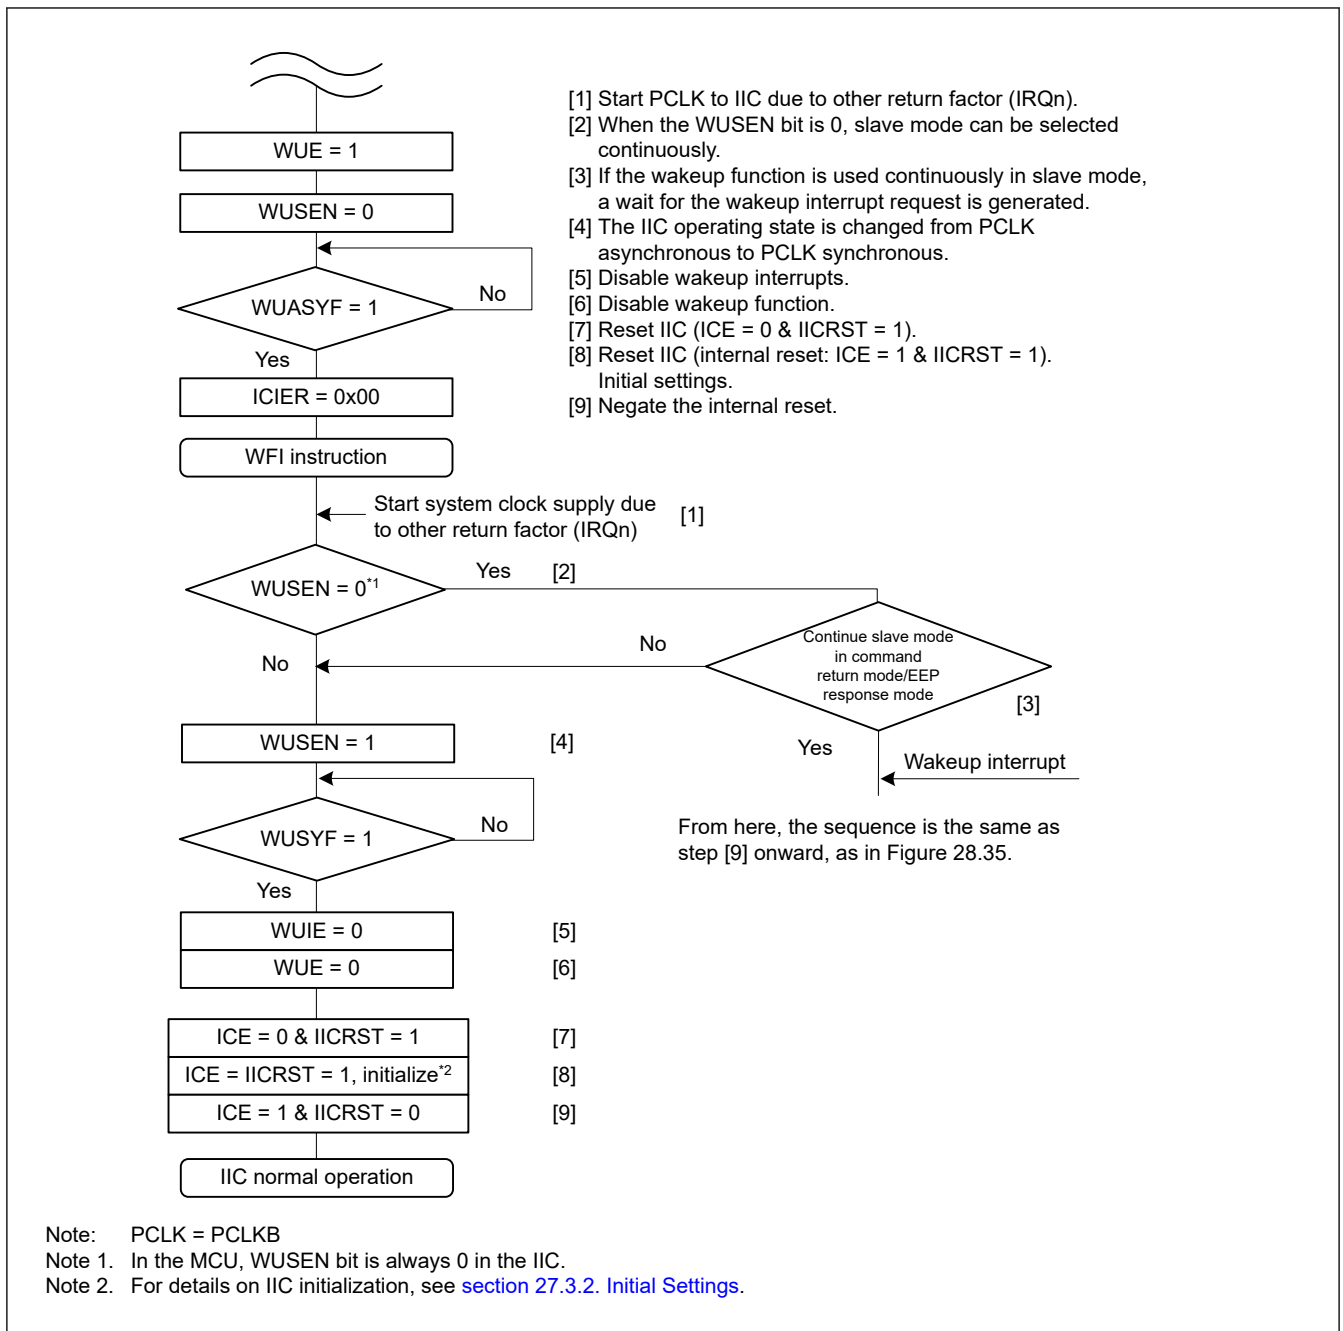 [1] Start PCLK to IIC due to other return factor (IRQn).
[2] When the WUSEN bit is 0, slave mode can be selected
continuously.
[3] If the wakeup function is used continuously in slave mode,
a wait for the wakeup interrupt request is generated.
[4] The IIC operating state is changed from PCLK
asynchronous to PCLK synchronous.
[5] Disable wakeup interrupts.
[6] Disable wakeup function.
[7] Reset IIC (ICE = 0 & IICRST = 1).
[8] Reset IIC (internal reset: ICE = 1 & IICRST = 1).
Initial settings.
[9] Negate the internal reset.
WUE = 1
WUSEN = 0
WUASYF = 1
No
Yes
ICIER = 0x00
WFI instruction
Start system clock supply due
to other return factor (IRQn)
[1]
WUSEN = 0*1
Yes
[2]
No
Continue slave mode
in command
return mode/EEP
response mode
[3]
No
Yes
Wakeup interrupt
From here, the sequence is the same as
step [9] onward, as in Figure 28.35.
WUSEN = 1
[4]
WUSYF = 1
No
Yes
WUIE = 0
[5]
WUE = 0
[6]
ICE = 0 & IICRST = 1
[7]
ICE = IICRST = 1, initialize*2
[8]
ICE = 1 & IICRST = 0
[9]
IIC normal operation
Note: PCLK = PCLKB
Note 1. In the MCU, WUSEN bit is always 0 in the IIC.
Note 2. For details on IIC initialization, see section 27.3.2. Initial Settings.